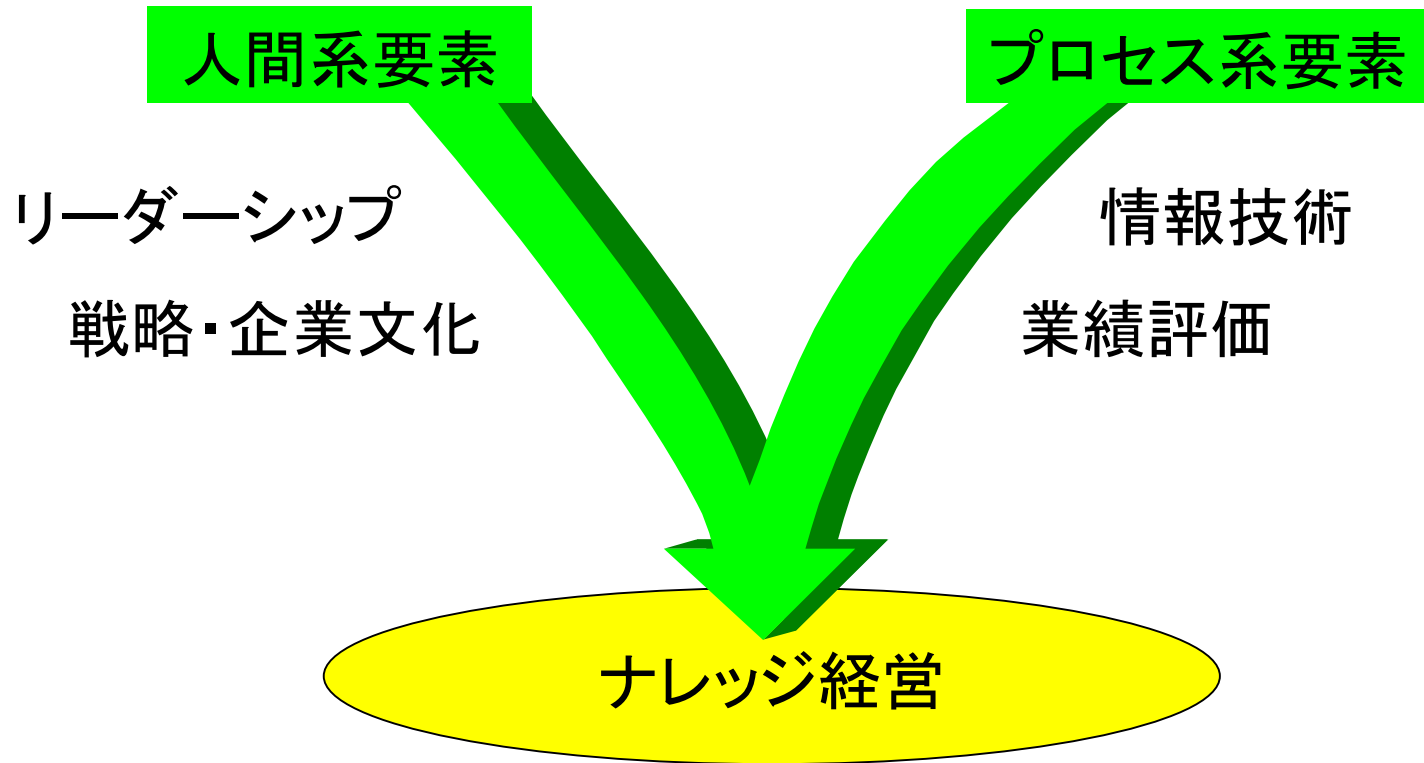 人間系要素
プロセス系要素
リーダーシップ
情報技術
戦略・企業文化
業績評価
ナレッジ経営